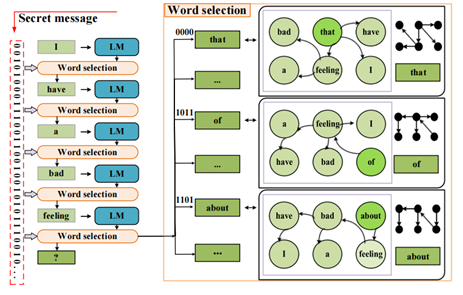 Secret message
I
LM
Word selection
have
LM
Word selection
a
LM
Word selection
bad
LM
Word selection
feeling
LM
Word selection
?
Word selection
0000
that
...
1011
of
...
1101
about
...
bad
that
have
a
feeling
I
that
a
feeling
I
have
bad
of
of
have
bad
about
I
a
feeling
about